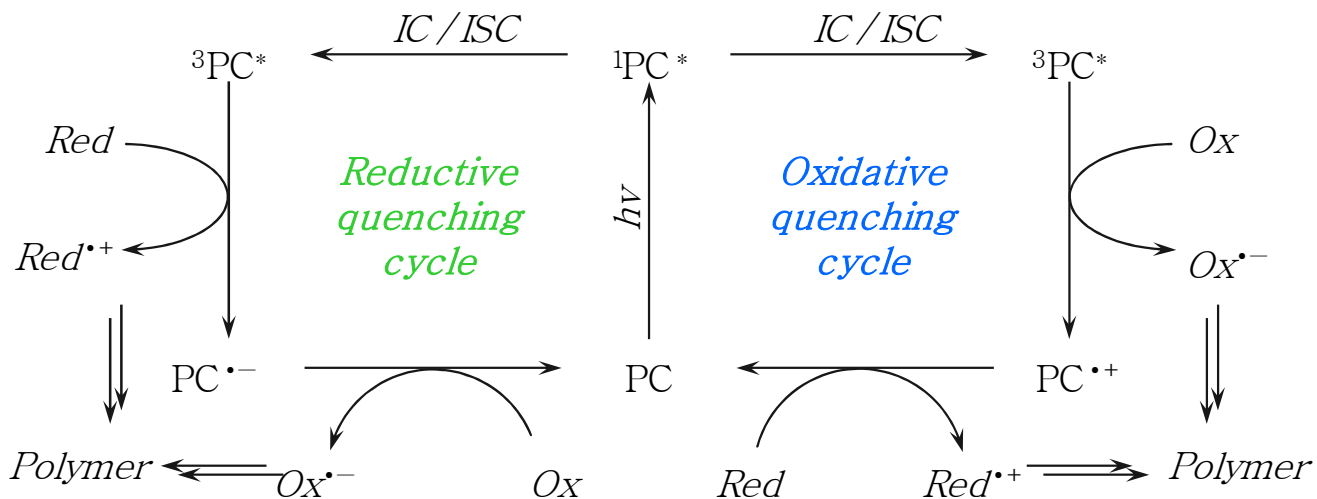 IC / ISC
IC / ISC
³PC*
¹PC*
³PC*
Red
Ox
Reductive
quenching
cycle
hν
Oxidative
quenching
cycle
Red•+
Ox•−
PC•−
PC
PC•+
Polymer
Ox•−
Ox
Red
Red•+
Polymer